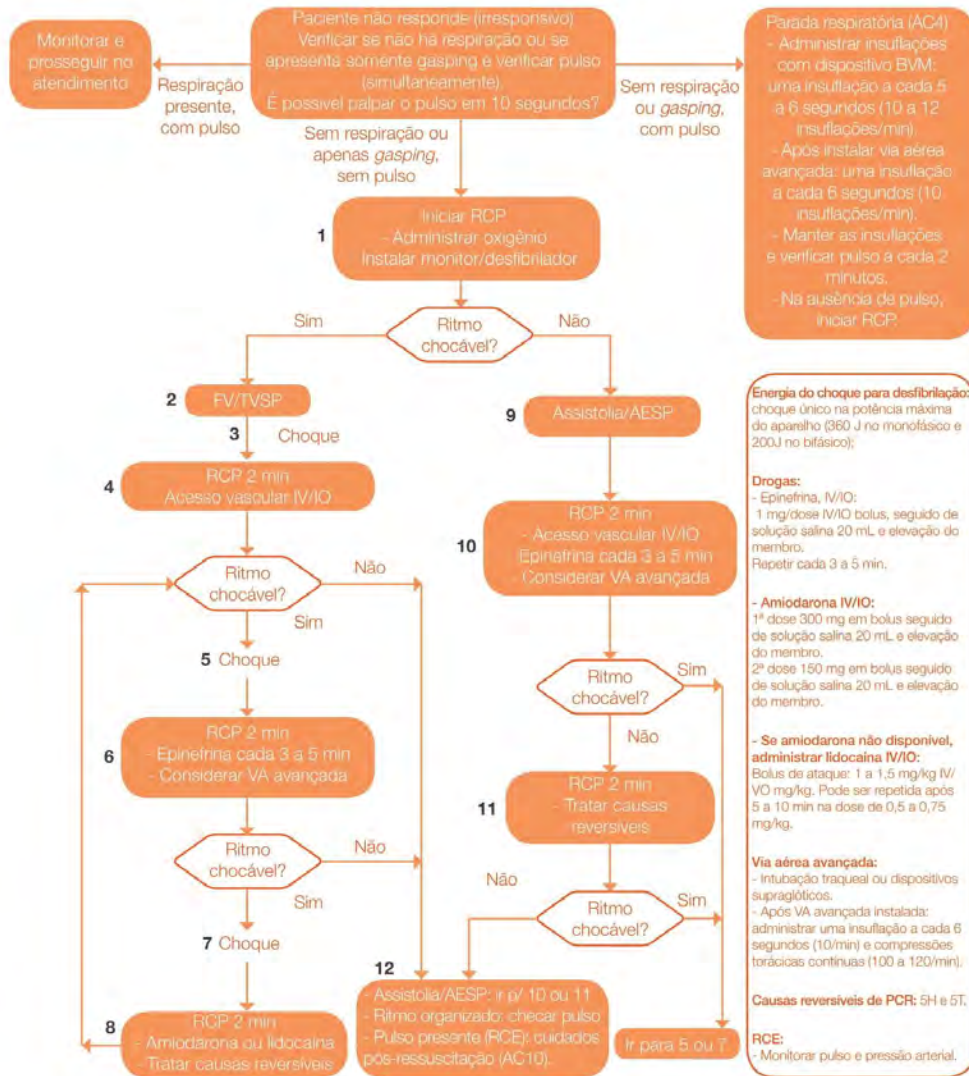 Monitorar e
prosseguir no
atendimento
Paciente não responde (irresponsivo)
Verificar se não há respiração ou se
apresenta somente gasping e verificar pulso
(simultaneamente).
É possível palpar o pulso em 10 segundos?
Parada respiratória (AC4)
- Administrar insuflações
com dispositivo BVM:
uma insuflação a cada 5
a 6 segundos (10 a 12
insuflações/min).
- Após instalar via aérea
avançada: uma insuflação
a cada 6 segundos (10
insuflações/min).
- Manter as insuflações
e verificar pulso a cada 2
minutos.
- Na ausência de pulso,
iniciar RCP.
Respiração
presente,
com pulso
Sem respiração ou
apenas gasping,
sem pulso
Sem respiração
ou gasping,
com pulso
1
Iniciar RCP
- Administrar oxigênio
Instalar monitor/desfibrilador
Sim
Ritmo
chocável?
Não
2
FV/TVSP
3 Choque
4
RCP 2 min
Acesso vascular IV/IO
Ritmo
chocável?
Não
Sim
5 Choque
6
RCP 2 min
- Epinefrina cada 3 a 5 min
- Considerar VA avançada
Ritmo
chocável?
Não
Sim
7 Choque
8
RCP 2 min
- Amiodarona ou lidocaína
- Tratar causas reversíveis
9
Assistolia/AESP
10
RCP 2 min
- Acesso vascular IV/IO
Epinefrina cada 3 a 5 min
- Considerar VA avançada
Ritmo
chocável?
Sim
Não
11
RCP 2 min
- Tratar causas
reversíveis
Não
Ritmo
chocável?
Sim
12
- Assistolia/AESP: ir p/ 10 ou 11
- Ritmo organizado: checar pulso
- Pulso presente (RCE): cuidados
pós-ressuscitação (AC10).
Ir para 5 ou 7
Energia do choque para desfibrilação:
choque único na potência máxima
do aparelho (360 J no monofásico e
200J no bifásico);
Drogas:
- Epinefrina, IV/IO:
1 mg/dose IV/IO bolus, seguido de
solução salina 20 mL e elevação do
membro.
Repetir cada 3 a 5 min.
- Amiodarona IV/IO:
1ª dose 300 mg em bolus seguido
de solução salina 20 mL e elevação
do membro.
2ª dose 150 mg em bolus seguido
de solução salina 20 mL e elevação
do membro.
- Se amiodarona não disponível,
administrar lidocaína IV/IO:
Bolus de ataque: 1 a 1,5 mg/kg IV/
VO mg/kg. Pode ser repetida após
5 a 10 min na dose de 0,5 a 0,75
mg/kg.
Via aérea avançada:
- Intubação traqueal ou dispositivos
supraglóticos.
- Após VA avançada instalada:
administrar uma insuflação a cada 6
segundos (10/min) e compressões
torácicas contínuas (100 a 120/min).
Causas reversíveis de PCR: 5H e 5T.
RCE:
- Monitorar pulso e pressão arterial.